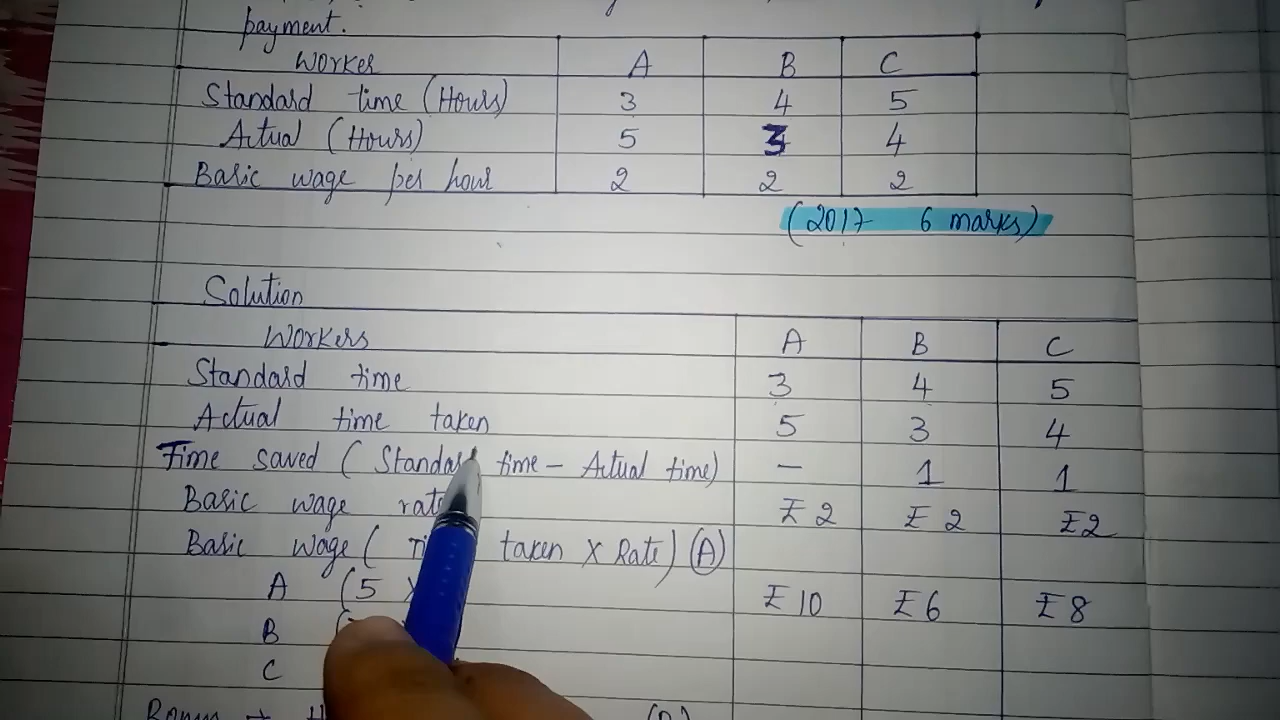 payment.
Worker A B C
Standard time (Hours) 3 4 5
Actual (Hours) 5 3 4
Basic wage per hour 2 2 2
(2017 6 marks)
Solution
Workers A B C
Standard time 3 4 5
Actual time taken 5 3 4
Time saved ( Standard time - Actual time) — 1 1
Basic wage rate ₹2 ₹2 ₹2
Basic wage ( taken X Rate) (A)
A (5 ₹10 ₹6 ₹8
B
C